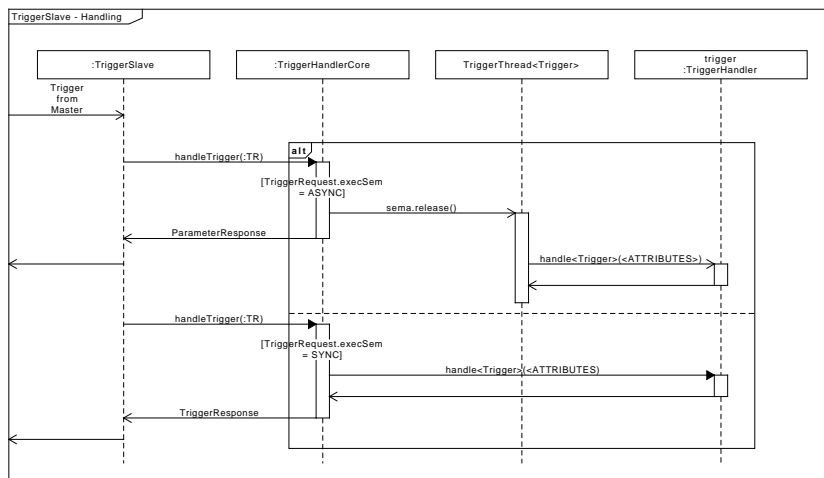 TriggerSlave - Handling
:TriggerSlave
:TriggerHandlerCore
TriggerThread<Trigger>
trigger
:TriggerHandler
Trigger
from
Master
alt
handleTrigger(:TR)
[TriggerRequest.execSem
= ASYNC]
sema.release()
ParameterResponse
handle<Trigger>(<ATTRIBUTES>)
handleTrigger(:TR)
[TriggerRequest.execSem
= SYNC]
handle<Trigger>(<ATTRIBUTES)
TriggerResponse